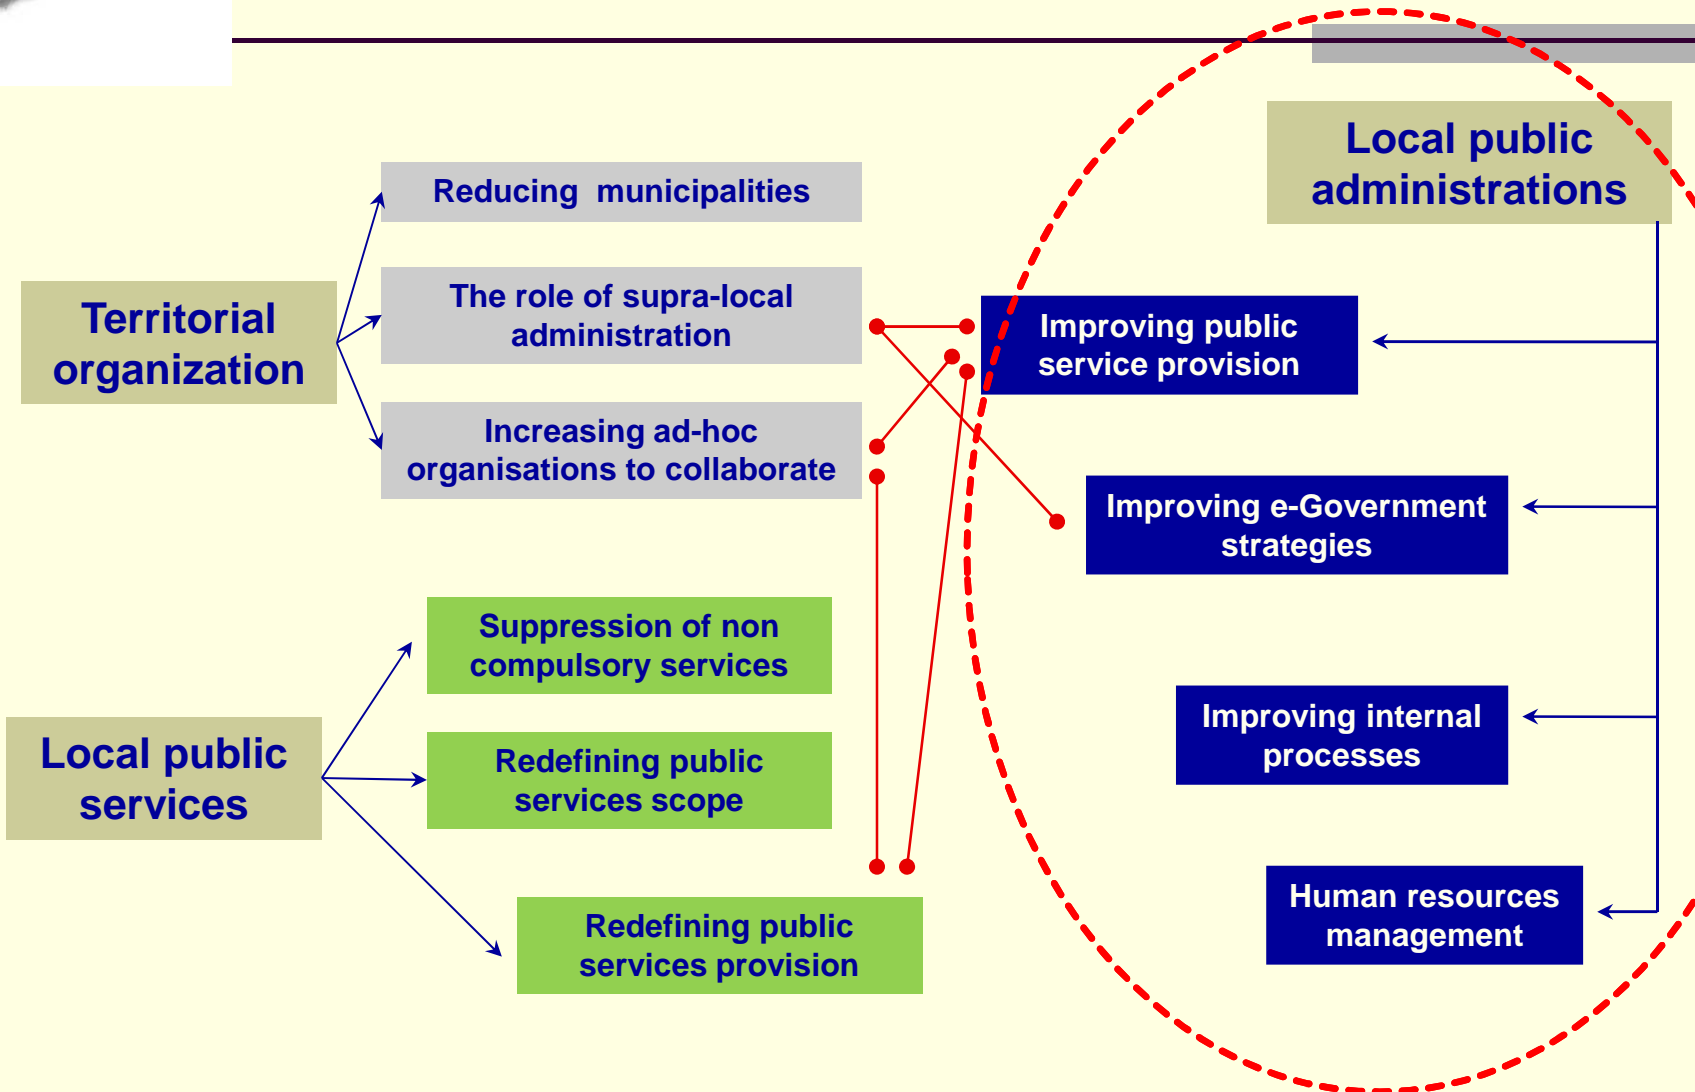 Local public
administrations
Reducing  municipalities
The role of supra-local
administration
Territorial
organization
Increasing ad-hoc
organisations to collaborate
Improving public
service provision
Improving e-Government
strategies
Suppression of non
compulsory services
Local public
services
Redefining public
services scope
Redefining public
services provision
Improving internal
processes
Human resources
management